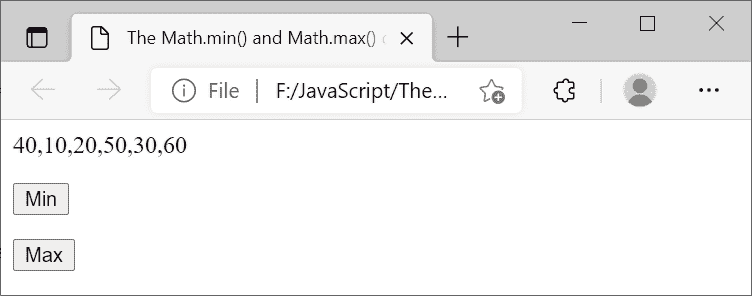 The Math.min() and Math.max()
File F:/JavaScript/The...
40,10,20,50,30,60
Min
Max